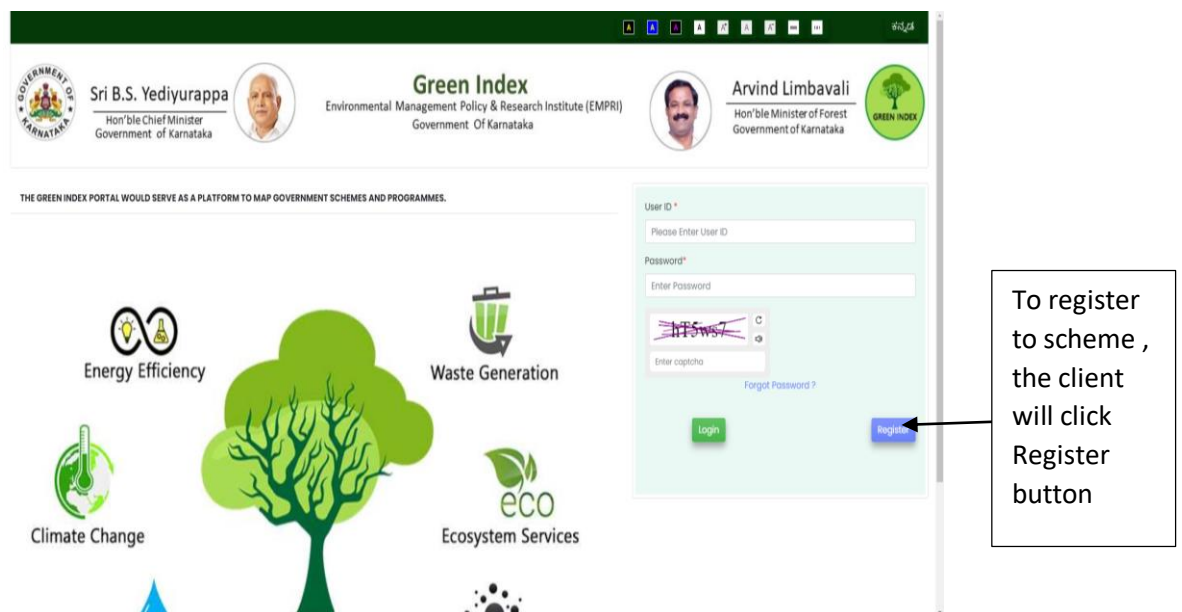 A A A A A+ A A-
ಕನ್ನಡ
GOVERNMENT OF
KARNATAKA
Sri B.S. Yediyurappa
Hon'ble Chief Minister
Government of Karnataka
Green Index
Environmental Management Policy & Research Institute (EMPRI)
Government Of Karnataka
Arvind Limbavali
Hon'ble Minister of Forest
Government of Karnataka
GREEN INDEX
THE GREEN INDEX PORTAL WOULD SERVE AS A PLATFORM TO MAP GOVERNMENT SCHEMES AND PROGRAMMES.
User ID *
Please Enter User ID
Password*
Enter Password
hT5ws7
Enter captcha
Forgot Password ?
Login
Register
Energy Efficiency
Waste Generation
Climate Change
eco
Ecosystem Services
To register
to scheme ,
the client
will click
Register
button